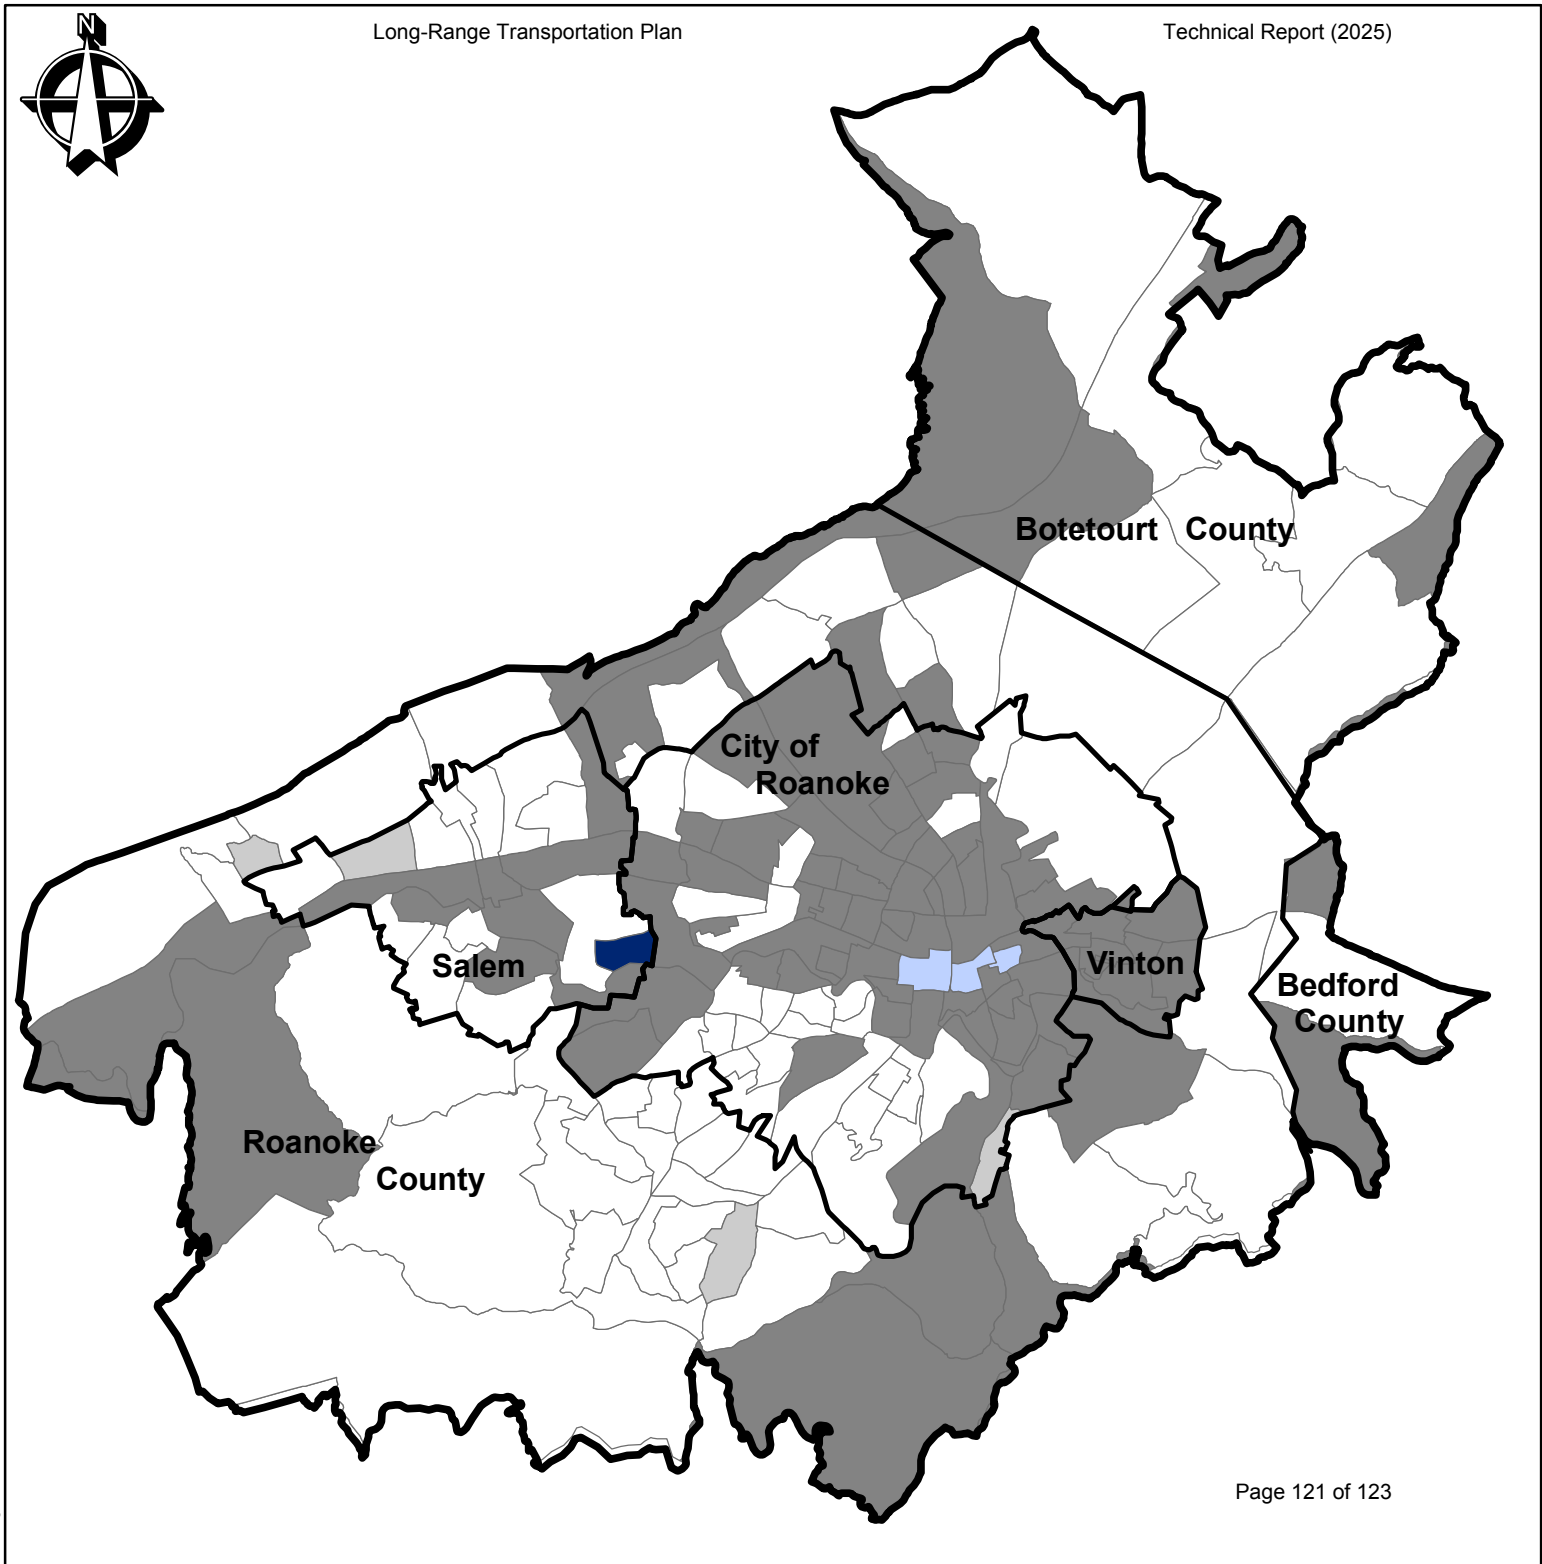 N
Long-Range Transportation Plan
Technical Report (2025)
Botetourt County
City of
Roanoke
Salem
Vinton
Bedford
County
Roanoke
County
Page 121 of 123